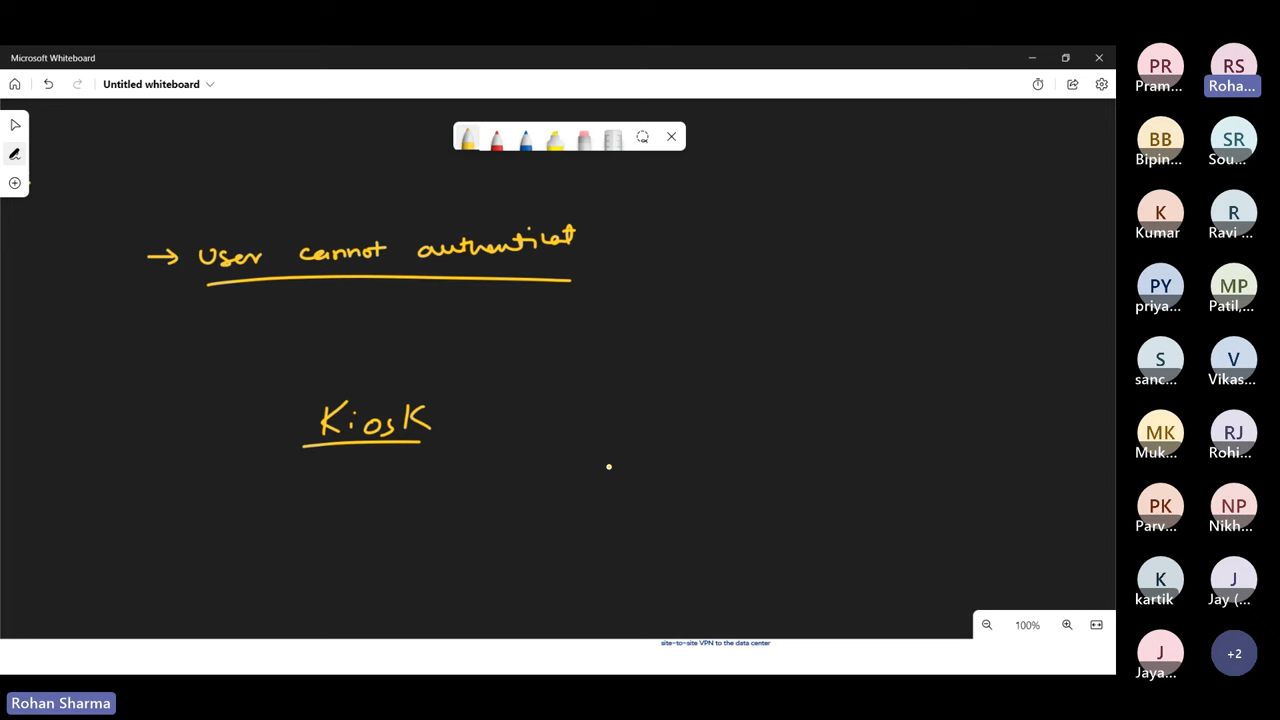 Microsoft Whiteboard
Untitled whiteboard
→ User cannot authenticat
Kiosk
100%
site-to-site VPN to the data center
Rohan Sharma
PR RS
Pram... Roha...
BB SR
Bipin... Sou...
K R
Kumar Ravi ...
PY MP
priya... Patil,...
S V
sanc... Vikas...
MK RJ
Muk... Rohi...
PK NP
Parv... Nikh...
K J
kartik Jay (...
J +2
Jaya...